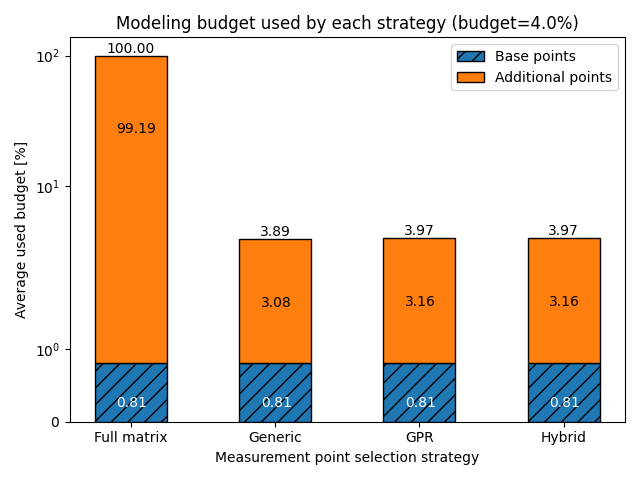 Modeling budget used by each strategy (budget=4.0%)
Base points
Additional points
Average used budget [%]
10²
10¹
10⁰
0
100.00
99.19
0.81
3.89
3.08
0.81
3.97
3.16
0.81
3.97
3.16
0.81
Full matrix
Generic
GPR
Hybrid
Measurement point selection strategy